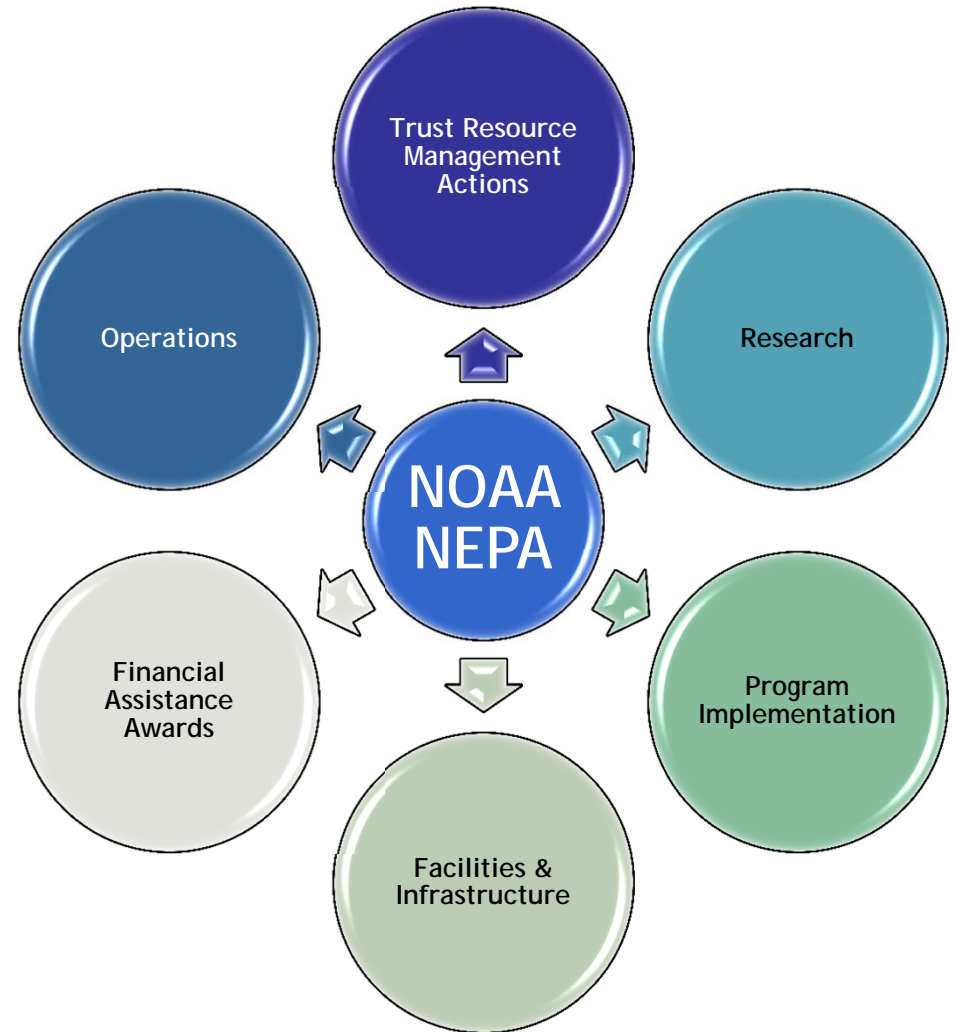 Trust Resource
Management
Actions
Operations
Research
NOAA
NEPA
Financial
Assistance
Awards
Program
Implementation
Facilities &
Infrastructure